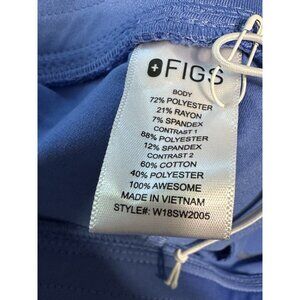 FIGS
BODY
72% POLYESTER
21% RAYON
7% SPANDEX
CONTRAST 1
88% POLYESTER
12% SPANDEX
CONTRAST 2
60% COTTON
40% POLYESTER
100% AWESOME
MADE IN VIETNAM
STYLE#: W18SW2005